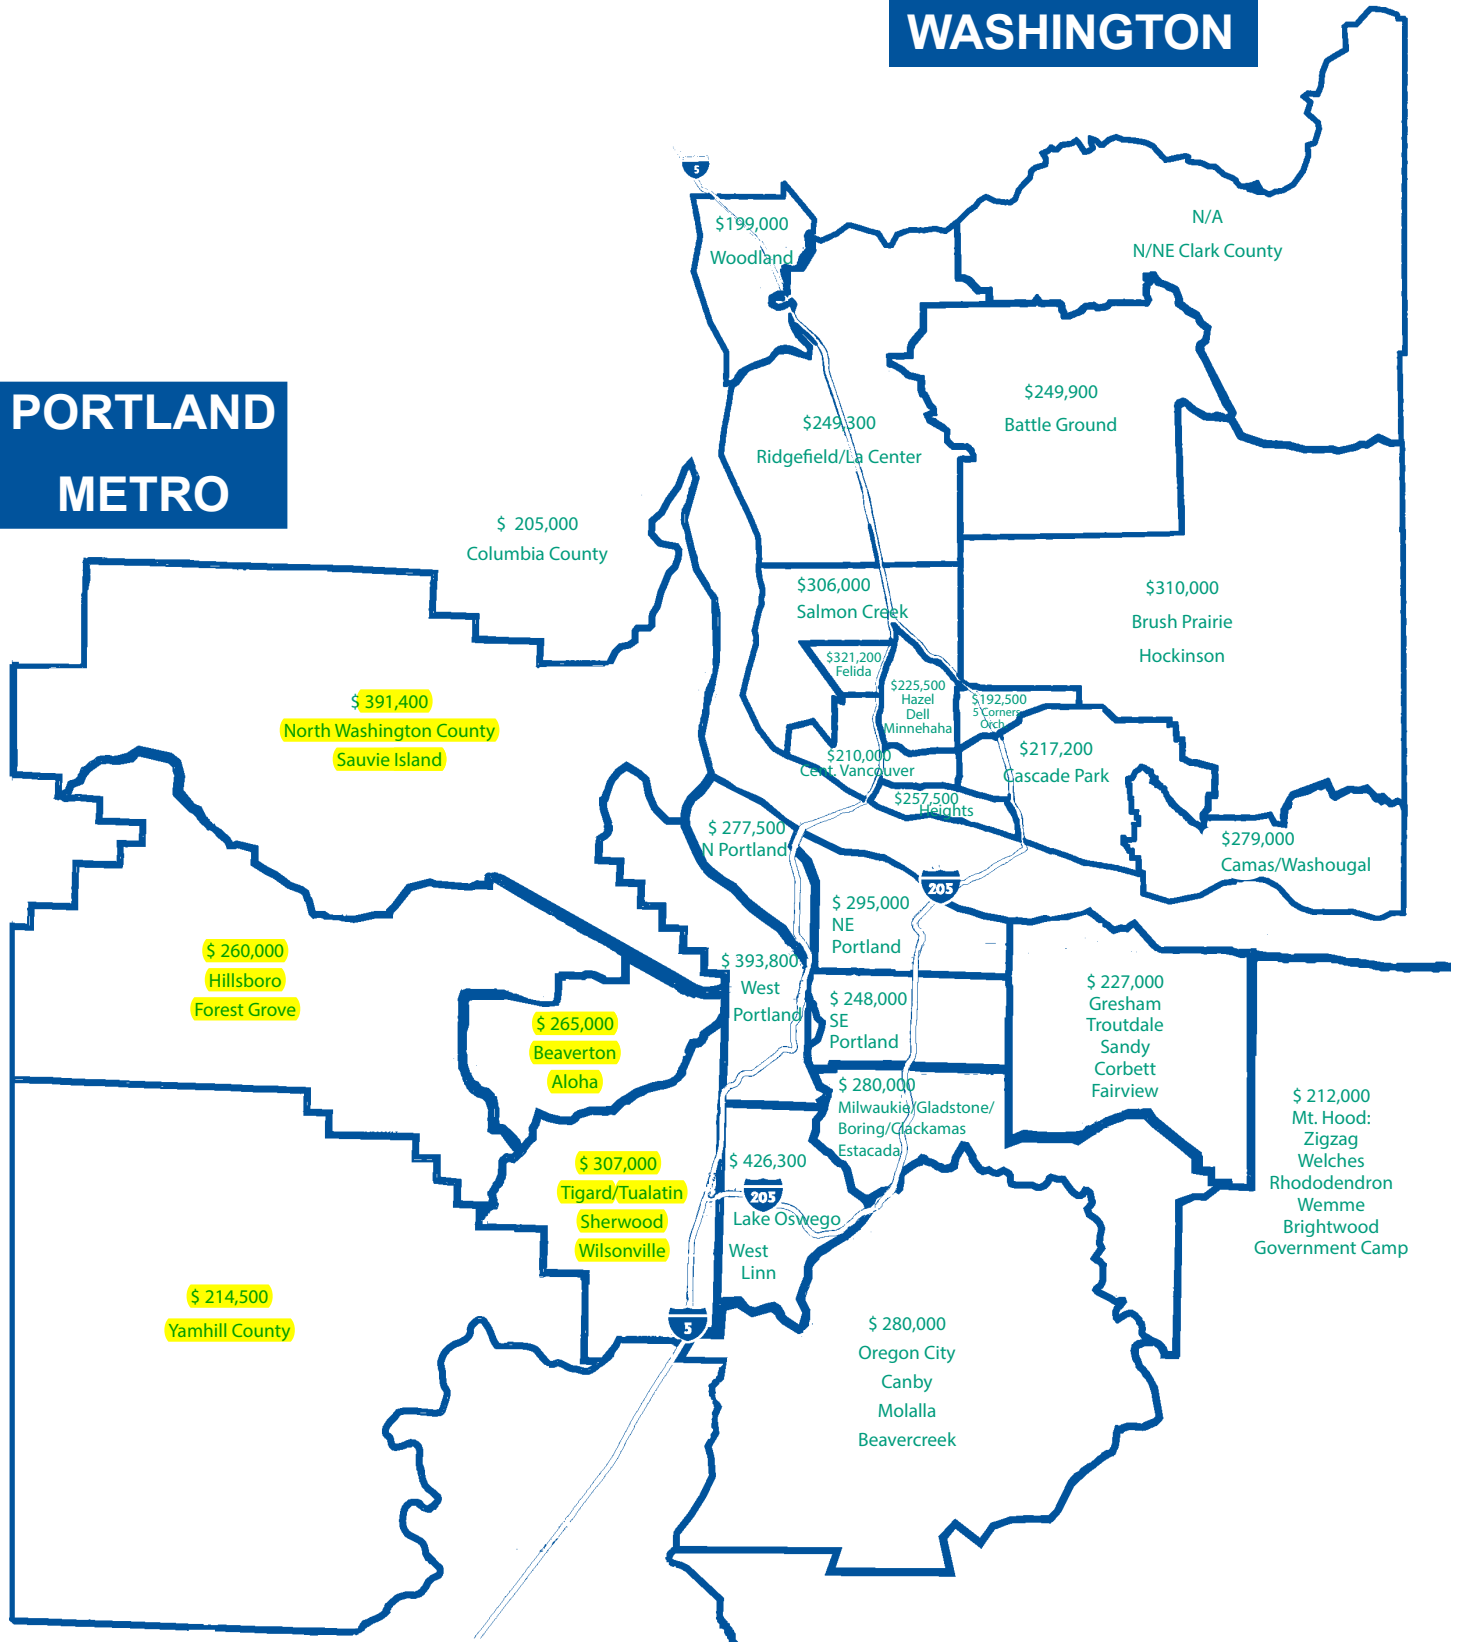 WASHINGTON
5
$199,000
Woodland
N/A
N/NE Clark County
PORTLAND
METRO
$249,900
Battle Ground
$249,300
Ridgefield/La Center
$ 205,000
Columbia County
$306,000
Salmon Creek
$310,000
Brush Prairie
Hockinson
$321,200
Felida
$225,500
Hazel
Dell
Minnehaha
$192,500
5 Corners
Orch
$ 391,400
North Washington County
Sauvie Island
$210,000
Cent. Vancouver
$217,200
Cascade Park
$257,500
Heights
$ 277,500
N Portland
$279,000
Camas/Washougal
205
$ 295,000
NE
Portland
$ 260,000
Hillsboro
Forest Grove
$ 393,800
West
Portland
$ 248,000
SE
Portland
$ 227,000
Gresham
Troutdale
Sandy
Corbett
Fairview
$ 265,000
Beaverton
Aloha
$ 280,000
Milwaukie/Gladstone/
Boring/Clackamas
Estacada
$ 212,000
Mt. Hood:
Zigzag
Welches
Rhododendron
Wemme
Brightwood
Government Camp
$ 307,000
Tigard/Tualatin
Sherwood
Wilsonville
$ 426,300
205
Lake Oswego
West
Linn
$ 214,500
Yamhill County
5
$ 280,000
Oregon City
Canby
Molalla
Beavercreek